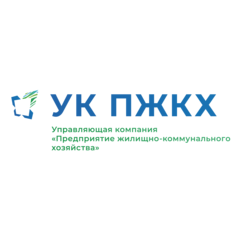 УК ПЖКХ
Управляющая компания
«Предприятие жилищно-коммунального
хозяйства»